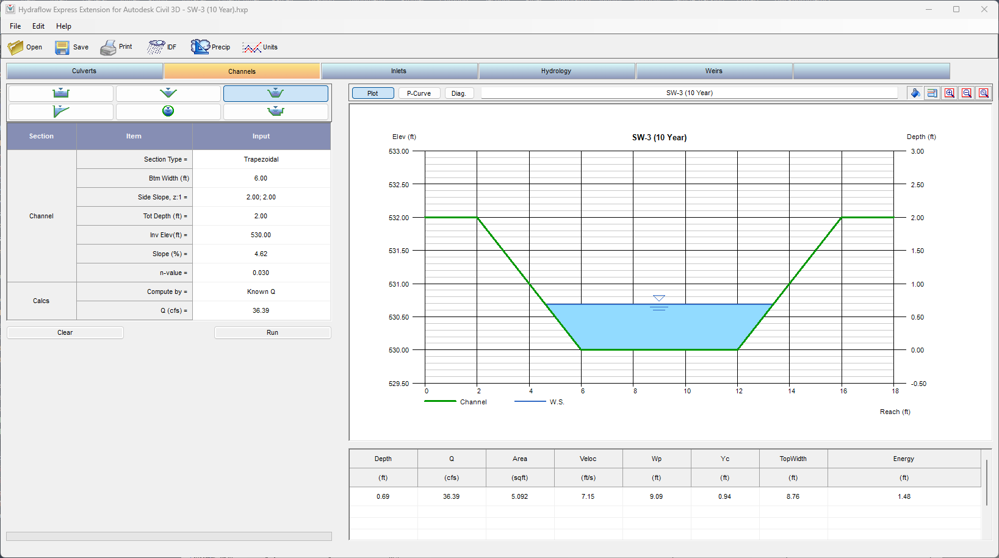 Hydraflow Express Extension for Autodesk Civil 3D - SW-3 (10 Year).hxp
File Edit Help
Open Save Print IDF Precip Units
Culverts Channels Inlets Hydrology Weirs
Plot P-Curve Diag. SW-3 (10 Year)
Section Item Input
Channel
Section Type = Trapezoidal
Btm Width (ft) 6.00
Side Slope, z:1 = 2.00; 2.00
Tot Depth (ft) = 2.00
Inv Elev(ft) = 530.00
Slope (%) = 4.62
n-value = 0.030
Calcs
Compute by = Known Q
Q (cfs) = 36.39
Clear Run
Elev (ft) SW-3 (10 Year) Depth (ft)
533.00 3.00
532.50 2.50
532.00 2.00
531.50 1.50
531.00 1.00
530.50 0.50
530.00 0.00
529.50 -0.50
0 2 4 6 8 10 12 14 16 18
Channel W.S.
Reach (ft)
Depth Q Area Veloc Wp Yc TopWidth Energy
(ft) (cfs) (sqft) (ft/s) (ft) (ft) (ft) (ft)
0.69 36.39 5.092 7.15 9.09 0.94 8.76 1.48